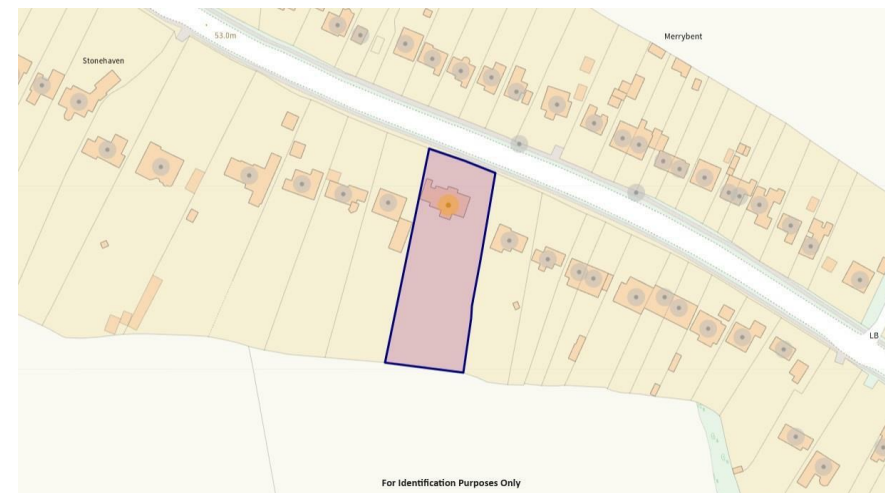 53.0m
Merrybent
Stonehaven
LB
For Identification Purposes Only